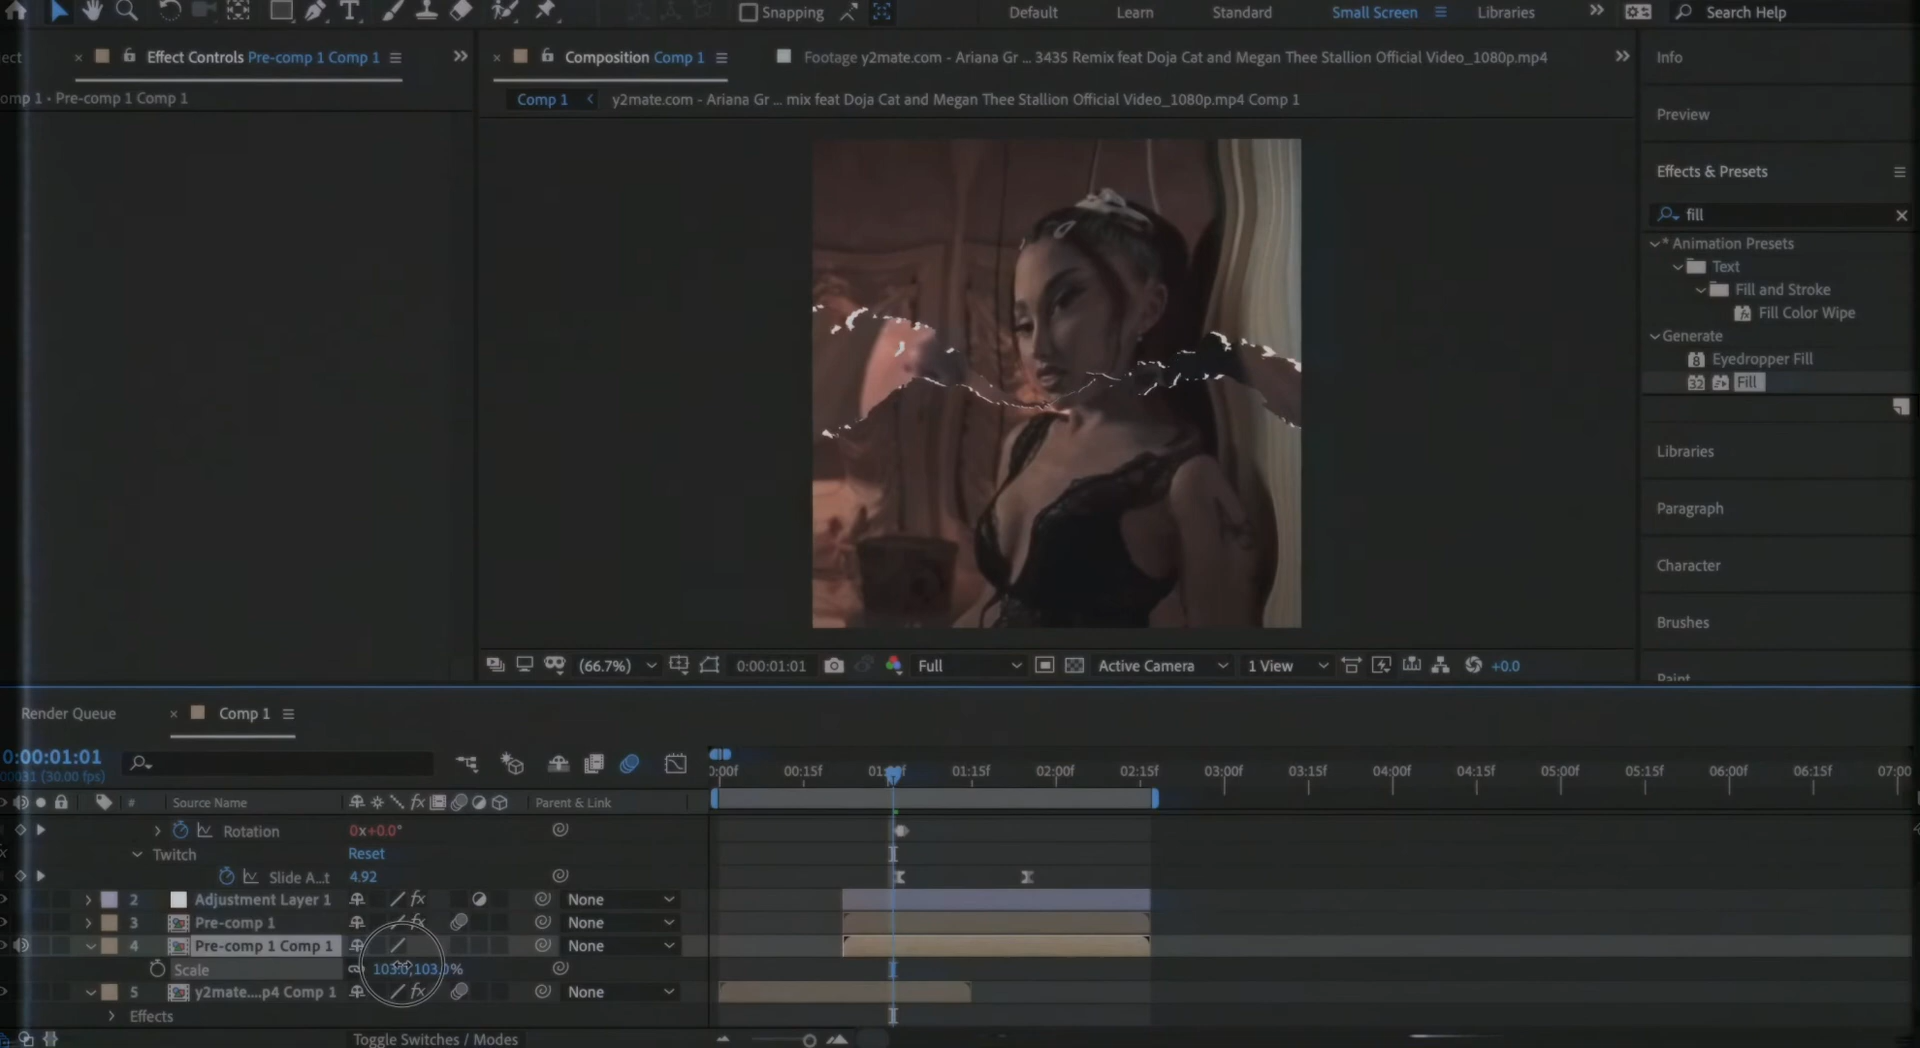 Snapping
Default
Learn
Standard
Small Screen
Libraries
Search Help
ect
Effect Controls Pre-comp 1 Comp 1
Composition Comp 1
Footage y2mate.com - Ariana Gr ... 3435 Remix feat Doja Cat and Megan Thee Stallion Official Video_1080p.mp4
Info
omp 1 • Pre-comp 1 Comp 1
Comp 1
y2mate.com - Ariana Gr ... mix feat Doja Cat and Megan Thee Stallion Official Video_1080p.mp4 Comp 1
Preview
Effects & Presets
fill
* Animation Presets
Text
Fill and Stroke
Fill Color Wipe
Generate
Eyedropper Fill
Fill
Libraries
Paragraph
Character
Brushes
Paint
(66.7%)
0:00:01:01
Full
Active Camera
1 View
+0.0
Render Queue
Comp 1
0:00:01:01
00031 (30.00 fps)
0:00f 00:15f 01:15f 02:00f 02:15f 03:00f 03:15f 04:00f 04:15f 05:00f 05:15f 06:00f 06:15f 07:00
# Source Name
Parent & Link
Rotation 0x+0.0°
Twitch Reset
Slide A...t 4.92
2 Adjustment Layer 1 None
3 Pre-comp 1 None
4 Pre-comp 1 Comp 1 None
Scale 103.0,103.0%
5 y2mate....p4 Comp 1 None
Effects
Toggle Switches / Modes